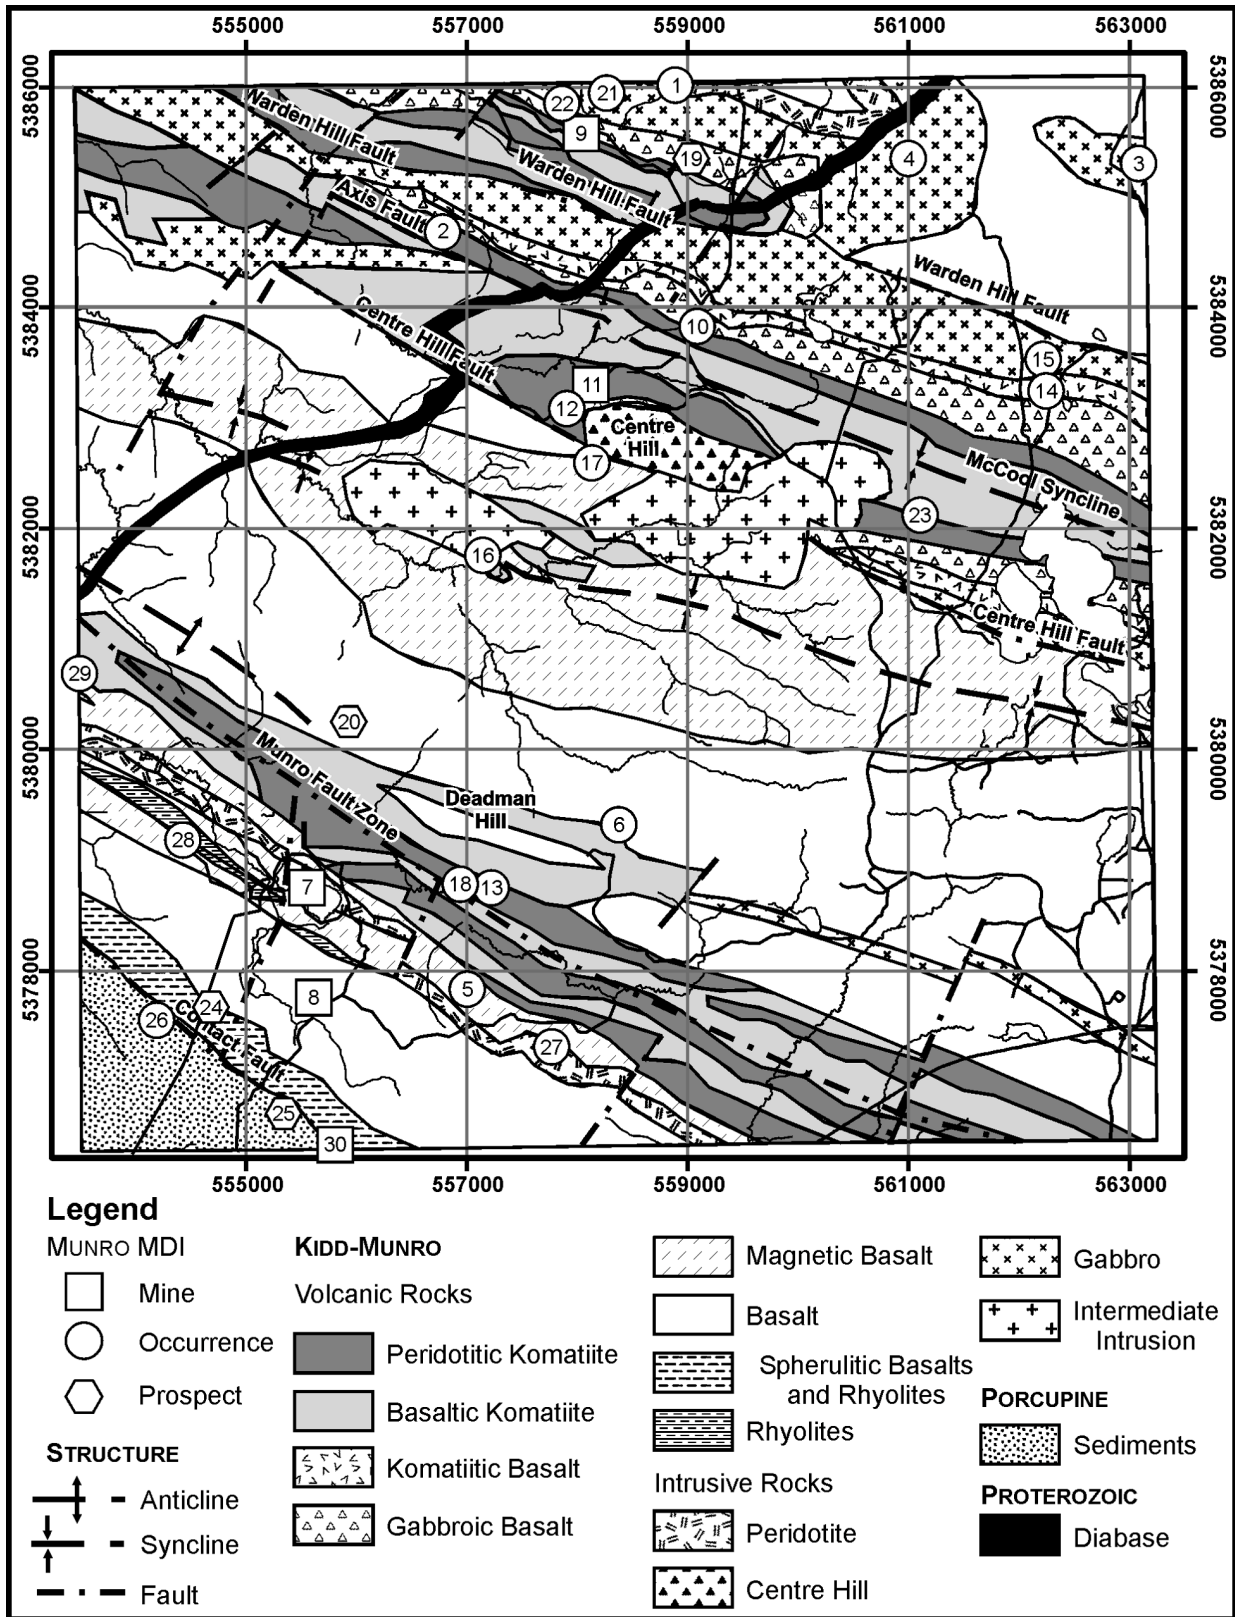 555000 557000 559000 561000 563000
5386000 5386000
5384000 5384000
5382000 5382000
5380000 5380000
5378000 5378000
1
21
22
9
19
4
3
Warden Hill Fault
Warden Hill Fault
Axis Fault
2
Warden Hill Fault
Centre Hill Fault
10
15
14
11
12
Centre
Hill
17
McCool Syncline
23
16
Centre Hill Fault
29
20
Munro Fault Zone
Deadman
Hill
6
28
7
18
13
5
8
24
26
Contact Fault
27
25
30
555000 557000 559000 561000 563000
Legend
MUNRO MDI
Mine
Occurrence
Prospect
STRUCTURE
Anticline
Syncline
Fault
KIDD-MUNRO
Volcanic Rocks
Peridotitic Komatiite
Basaltic Komatiite
Komatiitic Basalt
Gabbroic Basalt
Magnetic Basalt
Basalt
Spherulitic Basalts
and Rhyolites
Rhyolites
Intrusive Rocks
Peridotite
Centre Hill
Gabbro
Intermediate
Intrusion
PORCUPINE
Sediments
PROTEROZOIC
Diabase